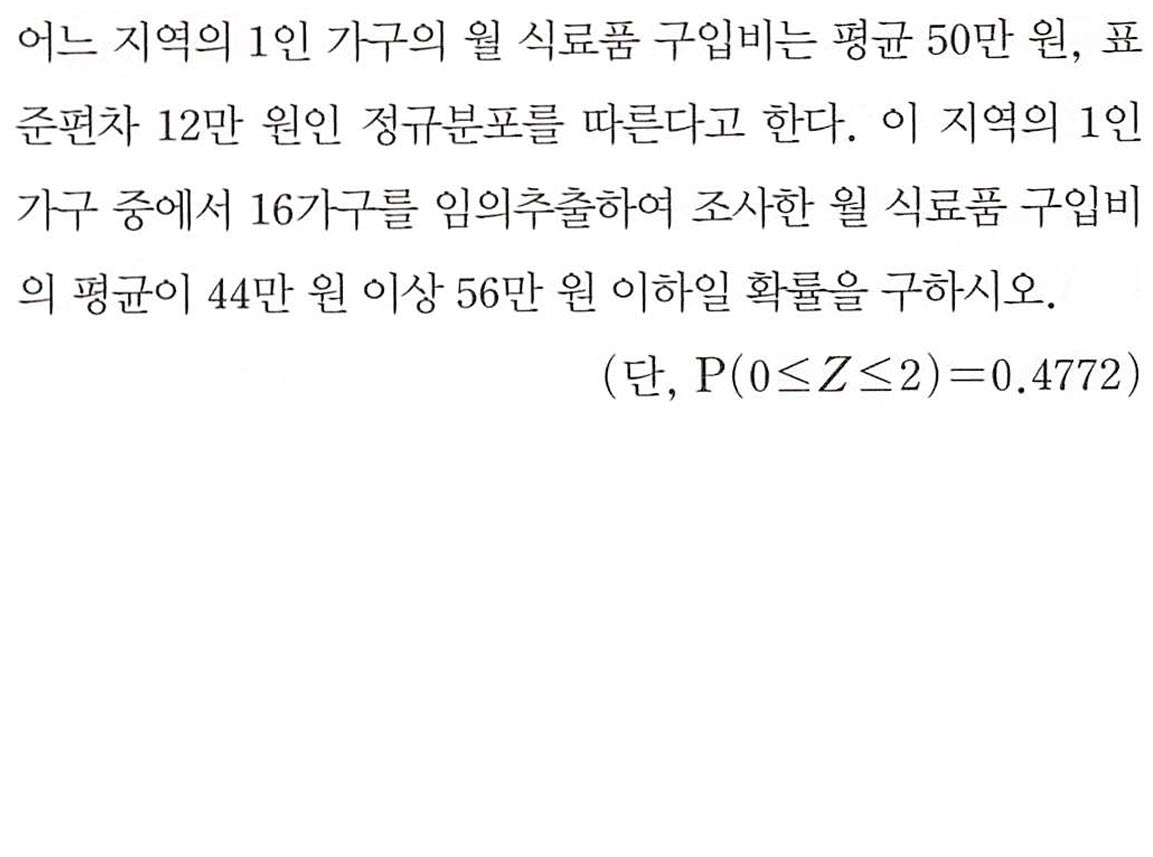 어느 지역의 1인 가구의 월 식료품 구입비는 평균 50만 원, 표
준편차 12만 원인 정규분포를 따른다고 한다. 이 지역의 1인
가구 중에서 16가구를 임의추출하여 조사한 월 식료품 구입비
의 평균이 44만 원 이상 56만 원 이하일 확률을 구하시오.
(단, P(0≤Z≤2)=0.4772)